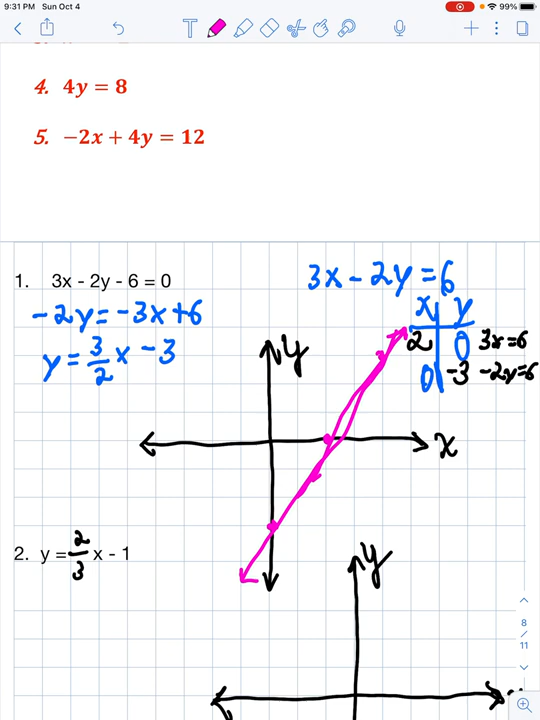 9:31 PM Sun Oct 4
99%
4. 4y = 8
5. −2x + 4y = 12
1. 3x - 2y - 6 = 0
3x - 2y = 6
-2y = -3x + 6
y = 3/2 x - 3
x y
2 0 3x = 6
0 -3 -2y = 6
y
x
2. y = 2/3 x - 1
y
8
/
11